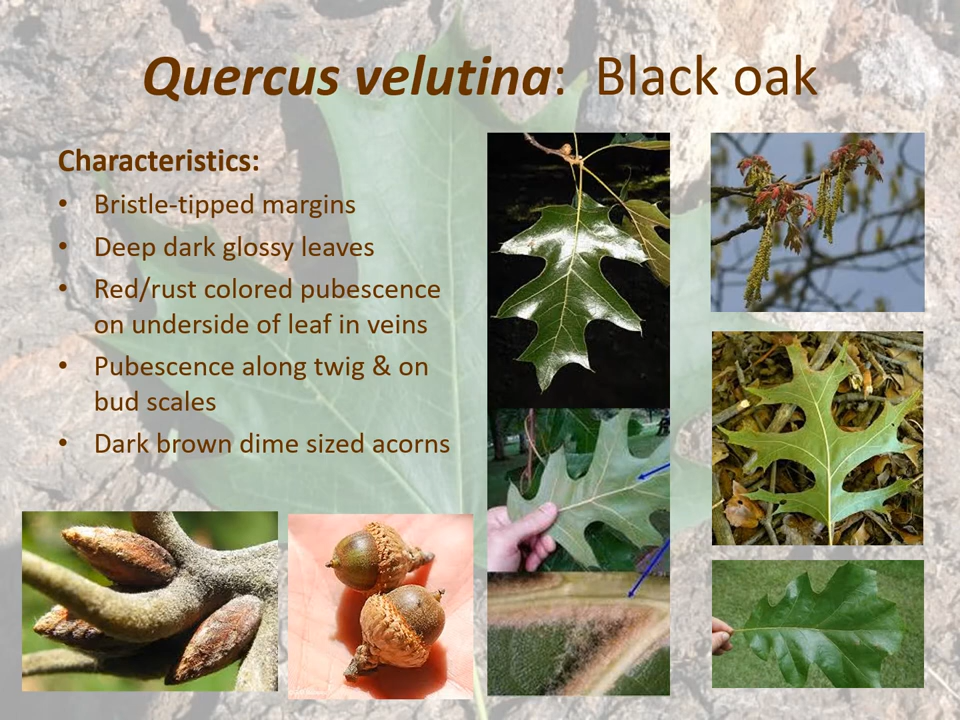 Quercus velutina: Black oak
Characteristics:
• Bristle-tipped margins
• Deep dark glossy leaves
• Red/rust colored pubescence
on underside of leaf in veins
• Pubescence along twig & on
bud scales
• Dark brown dime sized acorns